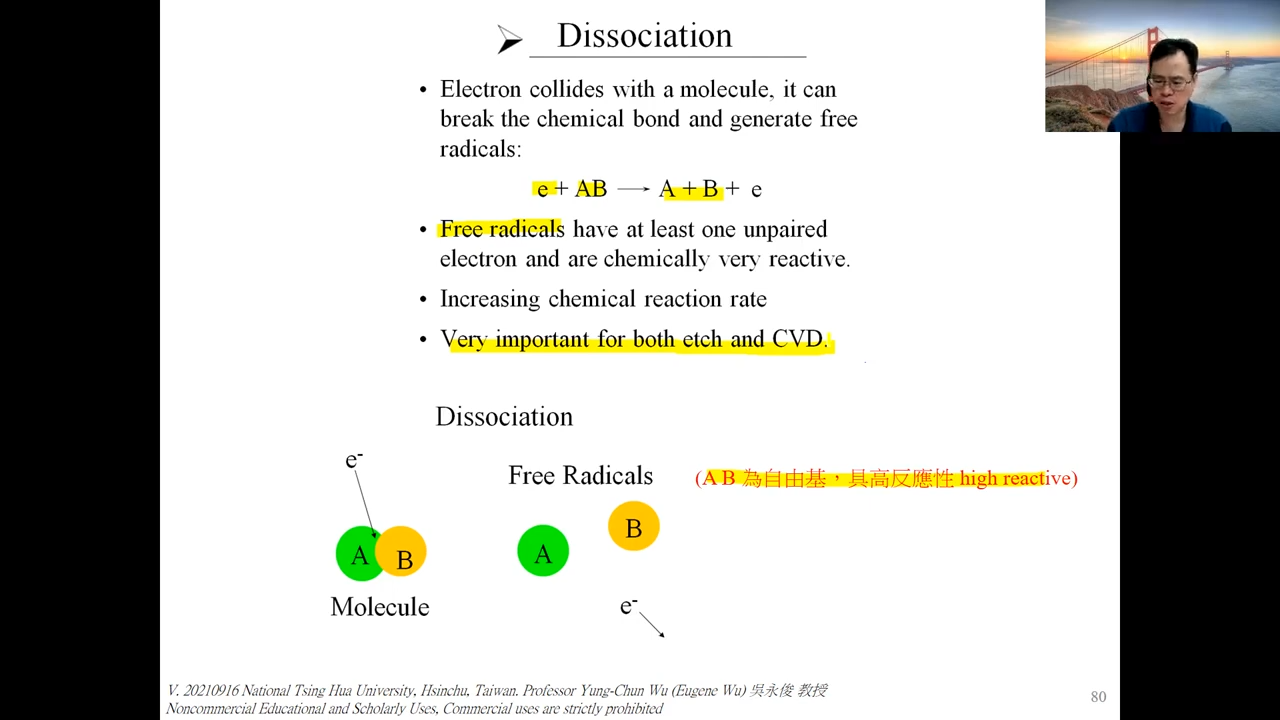 Dissociation
• Electron collides with a molecule, it can
break the chemical bond and generate free
radicals:
e + AB → A + B + e
• Free radicals have at least one unpaired
electron and are chemically very reactive.
• Increasing chemical reaction rate
• Very important for both etch and CVD.
Dissociation
e-
Free Radicals
(A B 為自由基，具高反應性 high reactive)
A B
A
B
Molecule
e-
V. 20210916 National Tsing Hua University, Hsinchu, Taiwan. Professor Yung-Chun Wu (Eugene Wu) 吳永俊 教授
Noncommercial Educational and Scholarly Uses, Commercial uses are strictly prohibited
80